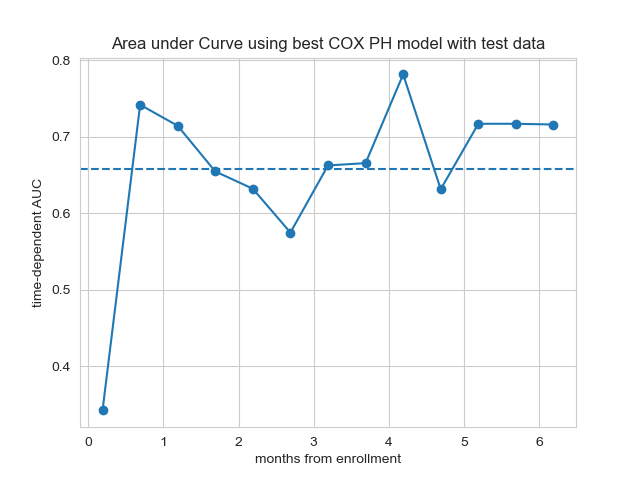 Area under Curve using best COX PH model with test data
0.8
0.7
0.6
0.5
0.4
time-dependent AUC
0 1 2 3 4 5 6
months from enrollment